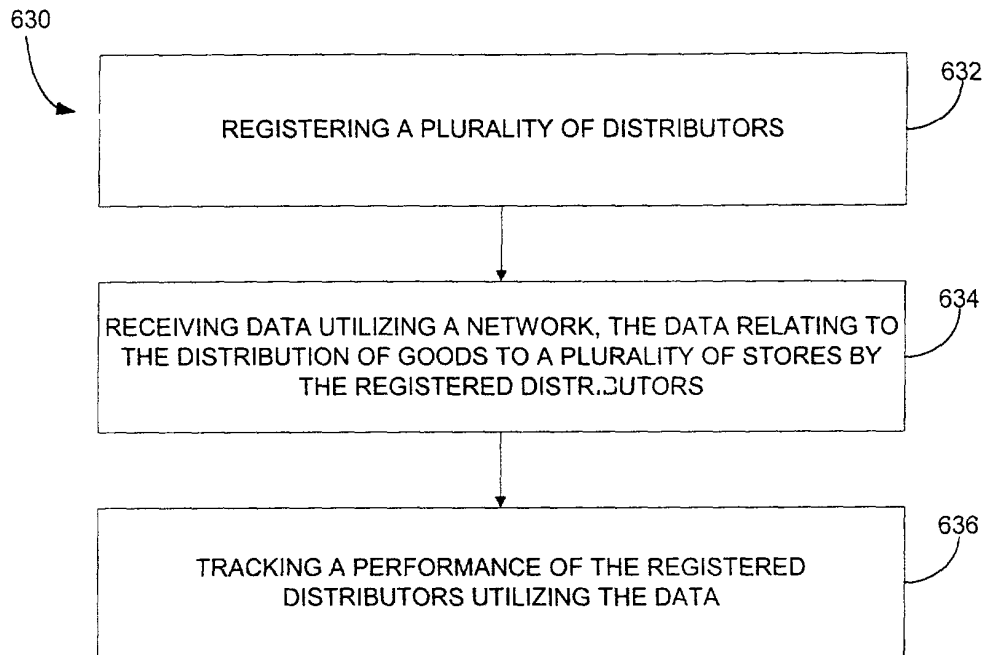 630
632
REGISTERING A PLURALITY OF DISTRIBUTORS
634
RECEIVING DATA UTILIZING A NETWORK, THE DATA RELATING TO
THE DISTRIBUTION OF GOODS TO A PLURALITY OF STORES BY
THE REGISTERED DISTRIBUTORS
636
TRACKING A PERFORMANCE OF THE REGISTERED
DISTRIBUTORS UTILIZING THE DATA